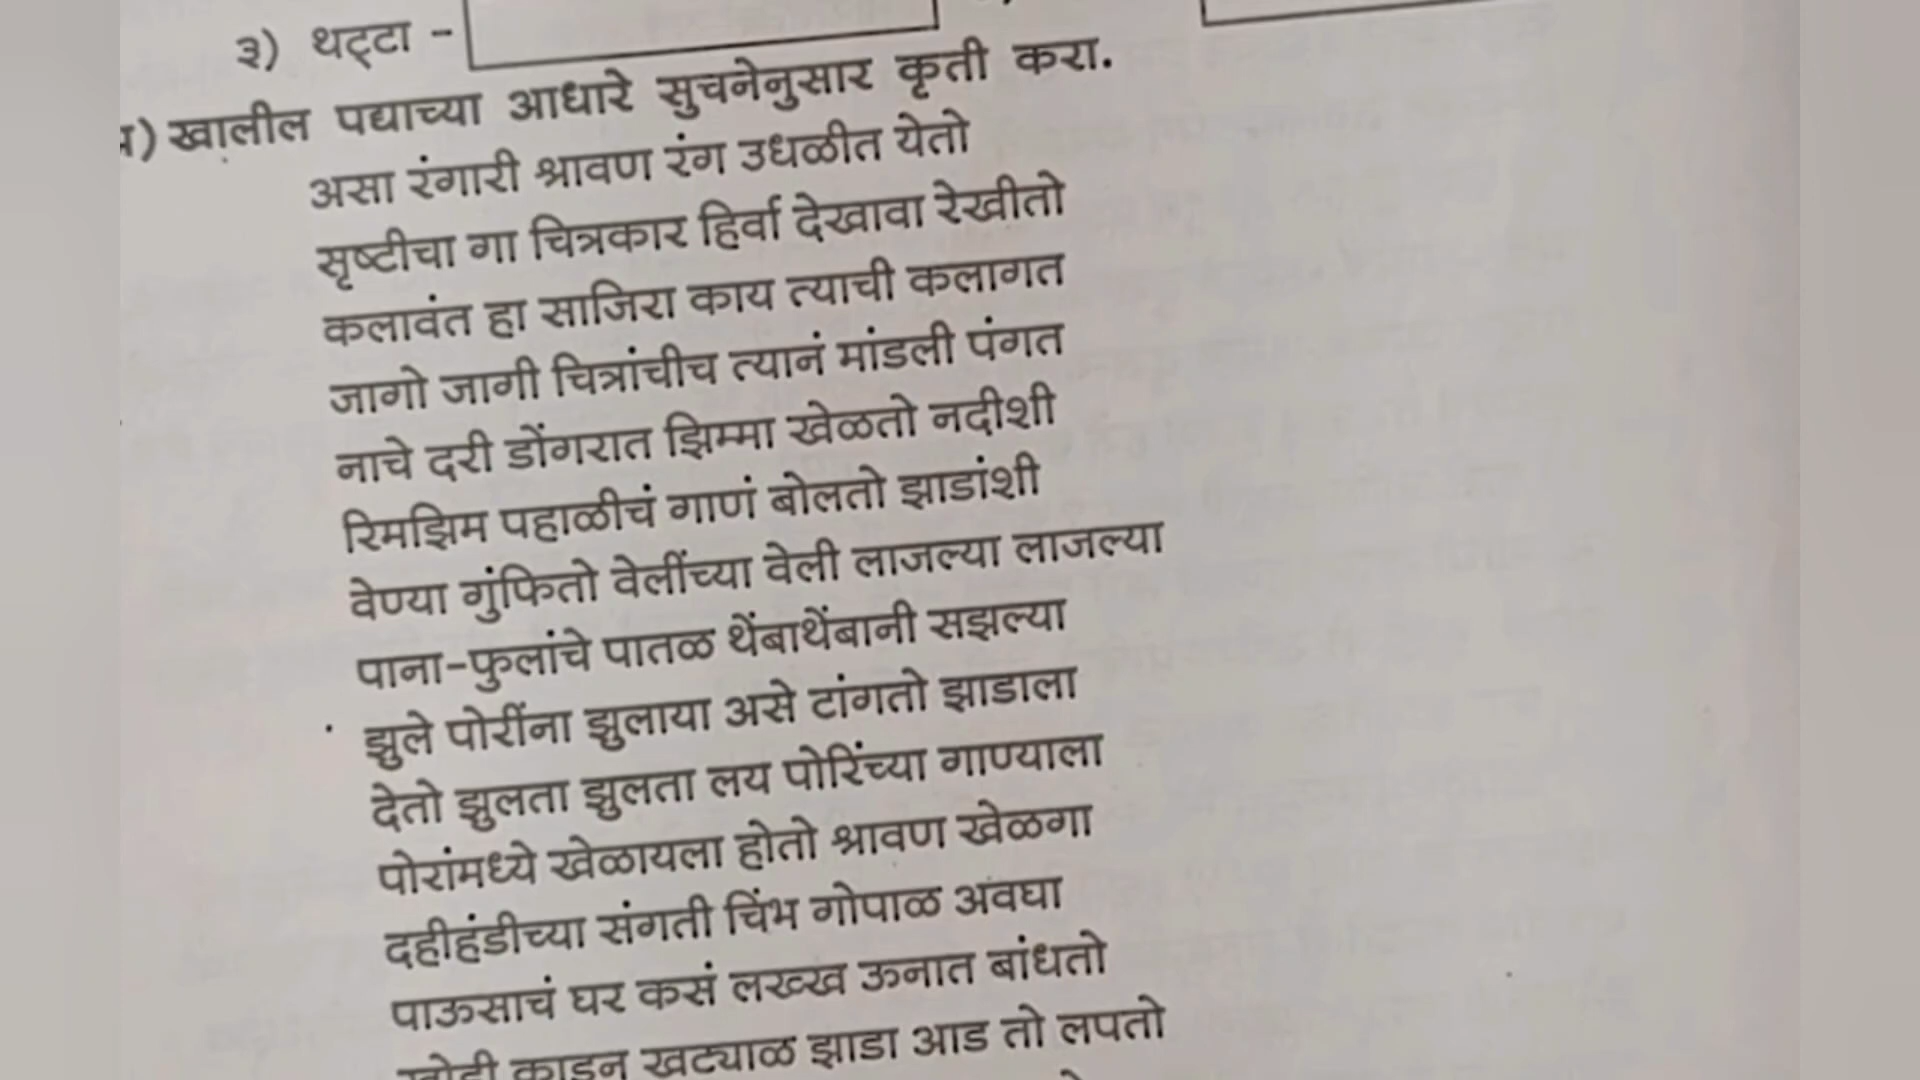 ३) थट्टा -
खालील पद्याच्या आधारे सुचनेनुसार कृती करा.
असा रंगारी श्रावण रंग उधळीत येतो
सृष्टीचा गा चित्रकार हिर्वा देखावा रेखीतो
कलावंत हा साजिरा काय त्याची कलागत
जागो जागी चित्रांचीच त्यानं मांडली पंगत
नाचे दरी डोंगरात झिम्मा खेळतो नदीशी
रिमझिम पहाळीचं गाणं बोलतो झाडांशी
वेण्या गुंफितो वेलींच्या वेली लाजल्या लाजल्या
पाना-फुलांचे पातळ थेंबाथेंबानी सझल्या
झुले पोरींना झुलाया असे टांगतो झाडाला
देतो झुलता झुलता लय पोरिंच्या गाण्याला
पोरांमध्ये खेळायला होतो श्रावण खेळगा
दहीहंडीच्या संगती चिंभ गोपाळ अवघा
पाऊसाचं घर कसं लख्ख ऊनात बांधतो
खट्याळ झाडा आड तो लपतो